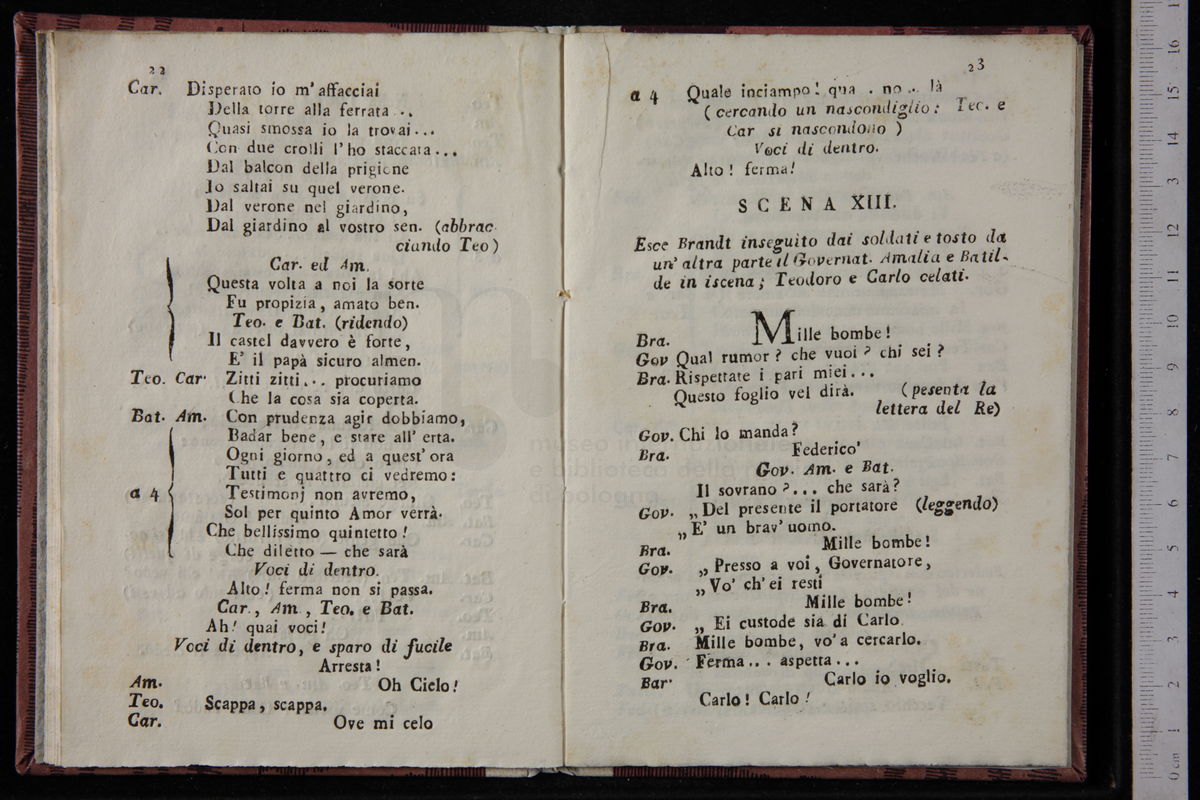 22
Car. Disperato io m' affacciai
Della torre alla ferrata . .
Quasi smossa io la trovai...
Con due crolli l' ho staccata...
Dal balcon della prigione
Io saltai su quel verone.
Dal verone nel giardino,
Dal giardino al vostro sen. (abbrac
ciando Teo)
Car. ed Am.
Questa volta a noi la sorte
Fu propizia, amato ben.
Teo. e Bat. (ridendo)
Il castel davvero è forte,
E' il papà sicuro almen.
Teo. Car. Zitti zitti... procuriamo
Che la cosa sia coperta.
Bat. Am. Con prudenza agir dobbiamo,
Badar bene, e stare all' erta.
Ogni giorno, ed a quest' ora
Tutti e quattro ci vedremo:
a 4 Testimonj non avremo,
Sol per quinto Amor verrà.
Che bellissimo quintetto!
Che diletto — che sarà
Voci di dentro.
Alto! ferma non si passa.
Car., Am, Teo. e Bat.
Ah! quai voci!
Voci di dentro, e sparo di fucile
Arresta!
Am. Oh Cielo!
Teo. Scappa, scappa.
Car. Ove mi celo
23
a 4 Quale inciampo! qua . no .. là
(cercando un nascondiglio: Teo. e
Car si nascondono)
Voci di dentro.
Alto! ferma!
SCENA XIII.
Esce Brandt inseguito dai soldati e tosto da
un' altra parte il Governat. Amalia e Batil-
de in iscena; Teodoro e Carlo celati.
Bra. Mille bombe!
Gov Qual rumor? che vuoi? chi sei?
Bra. Rispettate i pari miei...
Questo foglio vel dirà. (pesenta la
lettera del Re)
Gov. Chi lo manda?
Bra. Federico'
Gov. Am. e Bat.
Il sovrano?... che sarà?
Gov. „ Del presente il portatore (leggendo)
„ E' un brav' uomo.
Bra. Mille bombe!
Gov. „ Presso a voi, Governatore,
„ Vo' ch' ei resti
Bra. Mille bombe!
Gov. „ Ei custode sia di Carlo.
Bra. Mille bombe, vo' a cercarlo.
Gov. Ferma... aspetta...
Bar. Carlo io voglio.
Carlo! Carlo!
museo in
e biblioteca della
di bologna